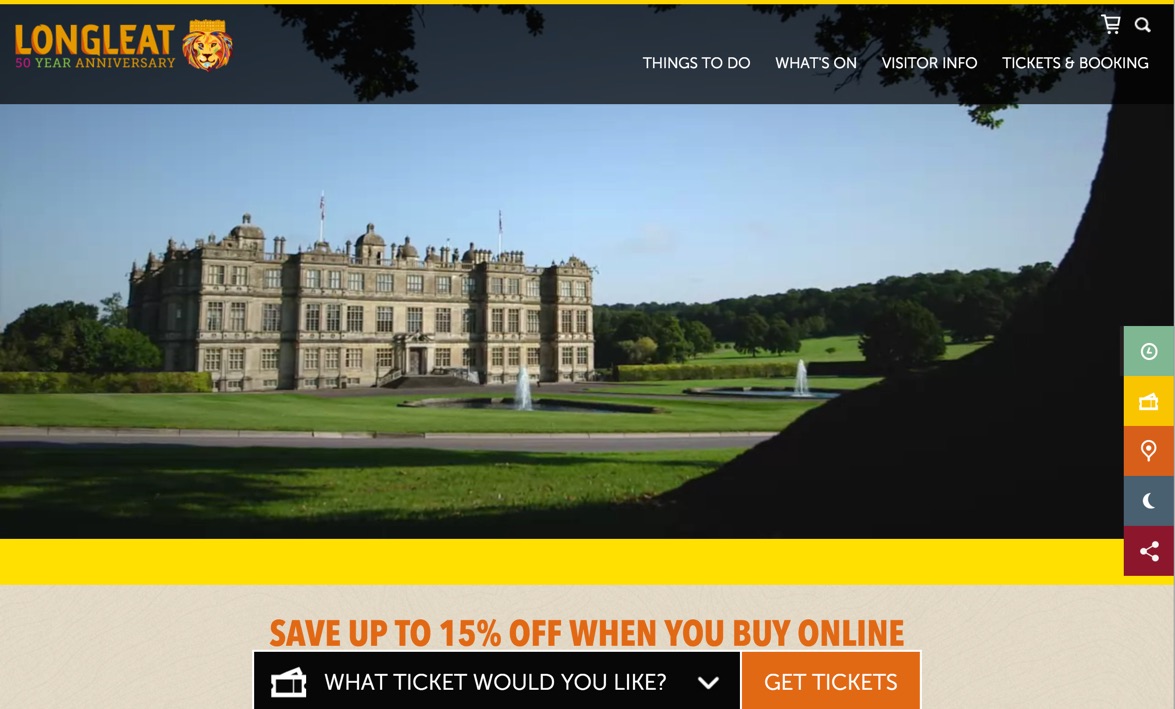 LONGLEAT
50 YEAR ANNIVERSARY
THINGS TO DO
WHAT'S ON
VISITOR INFO
TICKETS & BOOKING
SAVE UP TO 15% OFF WHEN YOU BUY ONLINE
WHAT TICKET WOULD YOU LIKE?
GET TICKETS